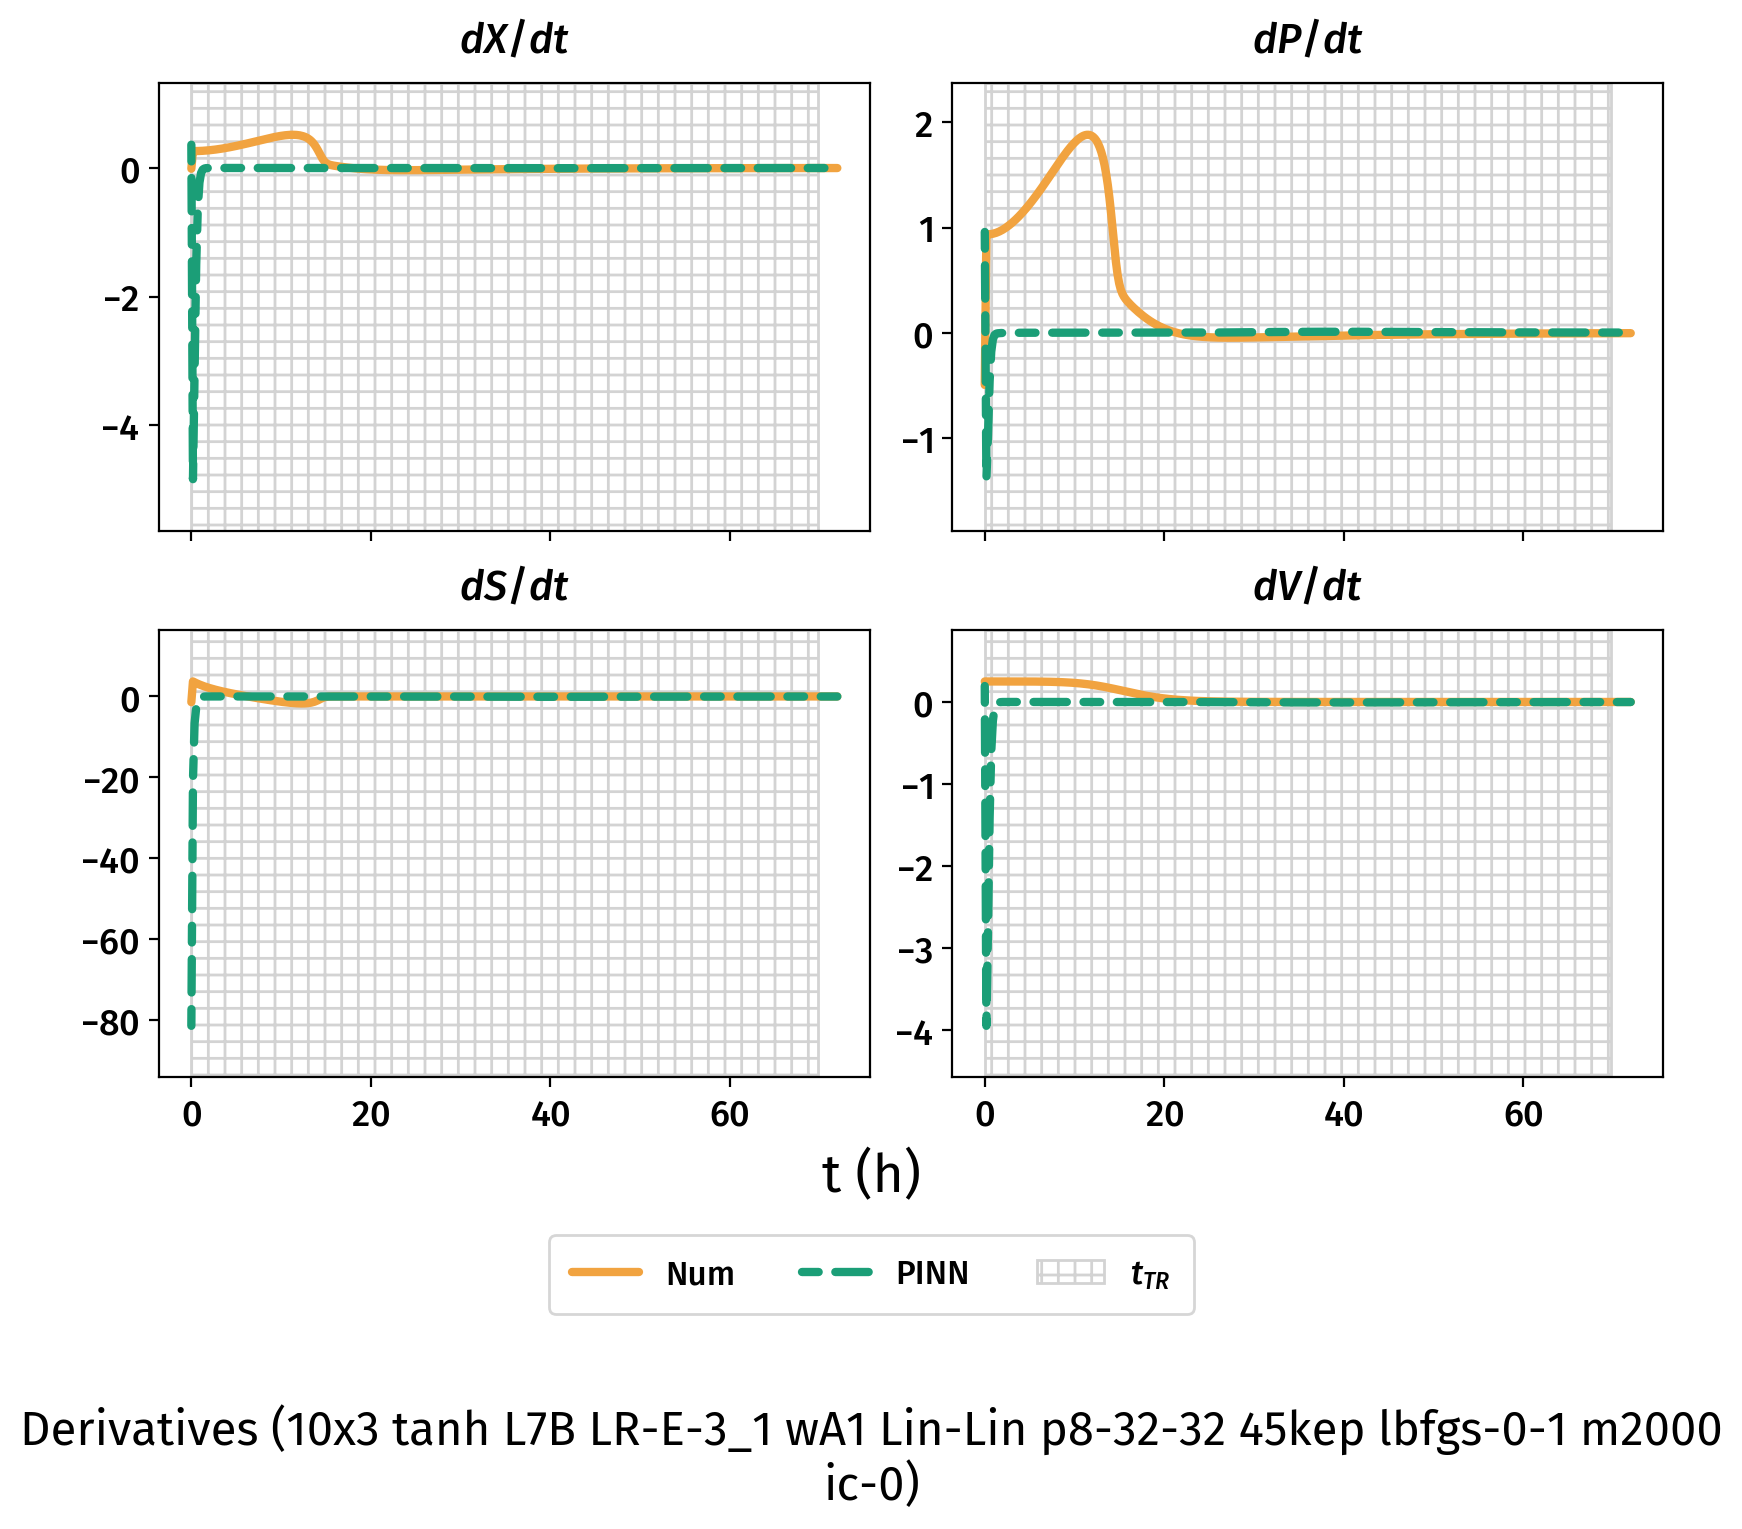 dX/dt
dP/dt
0
−2
−4
2
1
0
−1
dS/dt
dV/dt
0
−20
−40
−60
−80
0
−1
−2
−3
−4
0 20 40 60
0 20 40 60
t (h)
Num PINN tTR
Derivatives (10x3 tanh L7B LR-E-3_1 wA1 Lin-Lin p8-32-32 45kep lbfgs-0-1 m2000
ic-0)